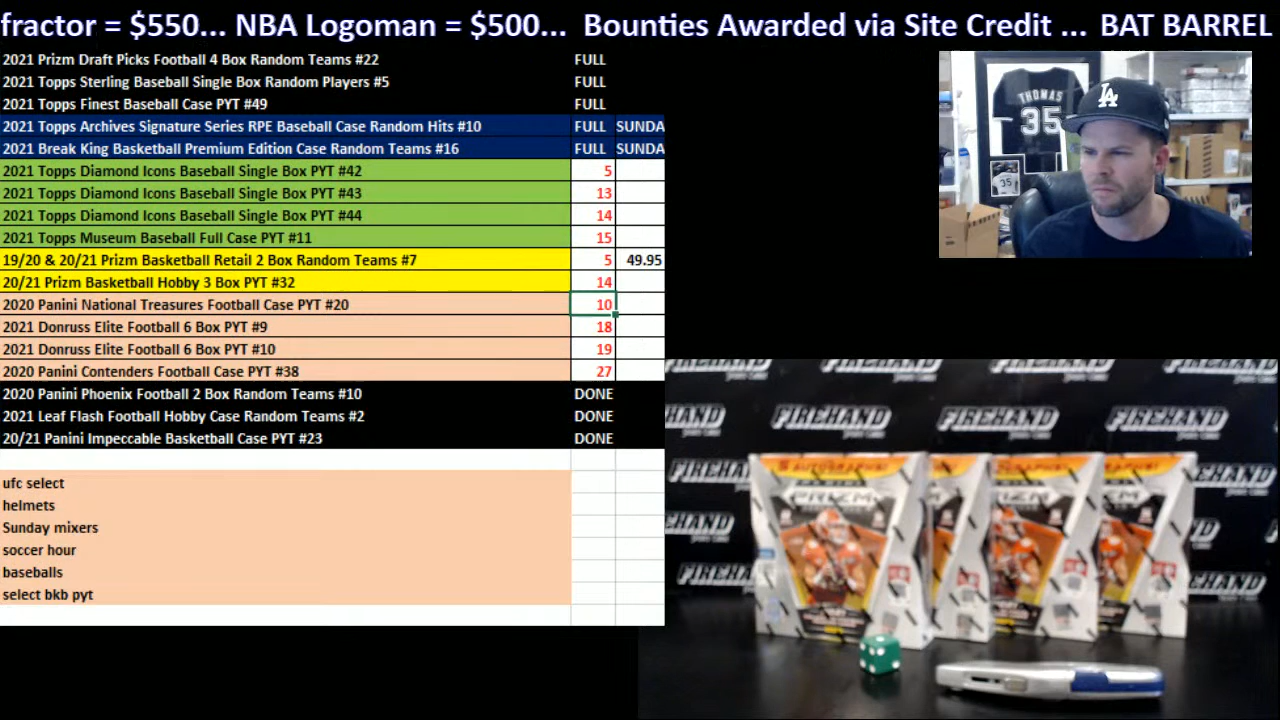 fractor = $550... NBA Logoman = $500... Bounties Awarded via Site Credit ... BAT BARREL
2021 Prizm Draft Picks Football 4 Box Random Teams #22 FULL
2021 Topps Sterling Baseball Single Box Random Players #5 FULL
2021 Topps Finest Baseball Case PYT #49 FULL
2021 Topps Archives Signature Series RPE Baseball Case Random Hits #10 FULL SUNDA
2021 Break King Basketball Premium Edition Case Random Teams #16 FULL SUNDA
2021 Topps Diamond Icons Baseball Single Box PYT #42 5
2021 Topps Diamond Icons Baseball Single Box PYT #43 13
2021 Topps Diamond Icons Baseball Single Box PYT #44 14
2021 Topps Museum Baseball Full Case PYT #11 15
19/20 & 20/21 Prizm Basketball Retail 2 Box Random Teams #7 5 49.95
20/21 Prizm Basketball Hobby 3 Box PYT #32 14
2020 Panini National Treasures Football Case PYT #20 10
2021 Donruss Elite Football 6 Box PYT #9 18
2021 Donruss Elite Football 6 Box PYT #10 19
2020 Panini Contenders Football Case PYT #38 27
2020 Panini Phoenix Football 2 Box Random Teams #10 DONE
2021 Leaf Flash Football Hobby Case Random Teams #2 DONE
20/21 Panini Impeccable Basketball Case PYT #23 DONE
ufc select
helmets
Sunday mixers
soccer hour
baseballs
select bkb pyt
THOMAS
35
35
LA
FIREHAND
FIREHAND
FIREHAND
5 AUTOGRAPHS!
PRIZM